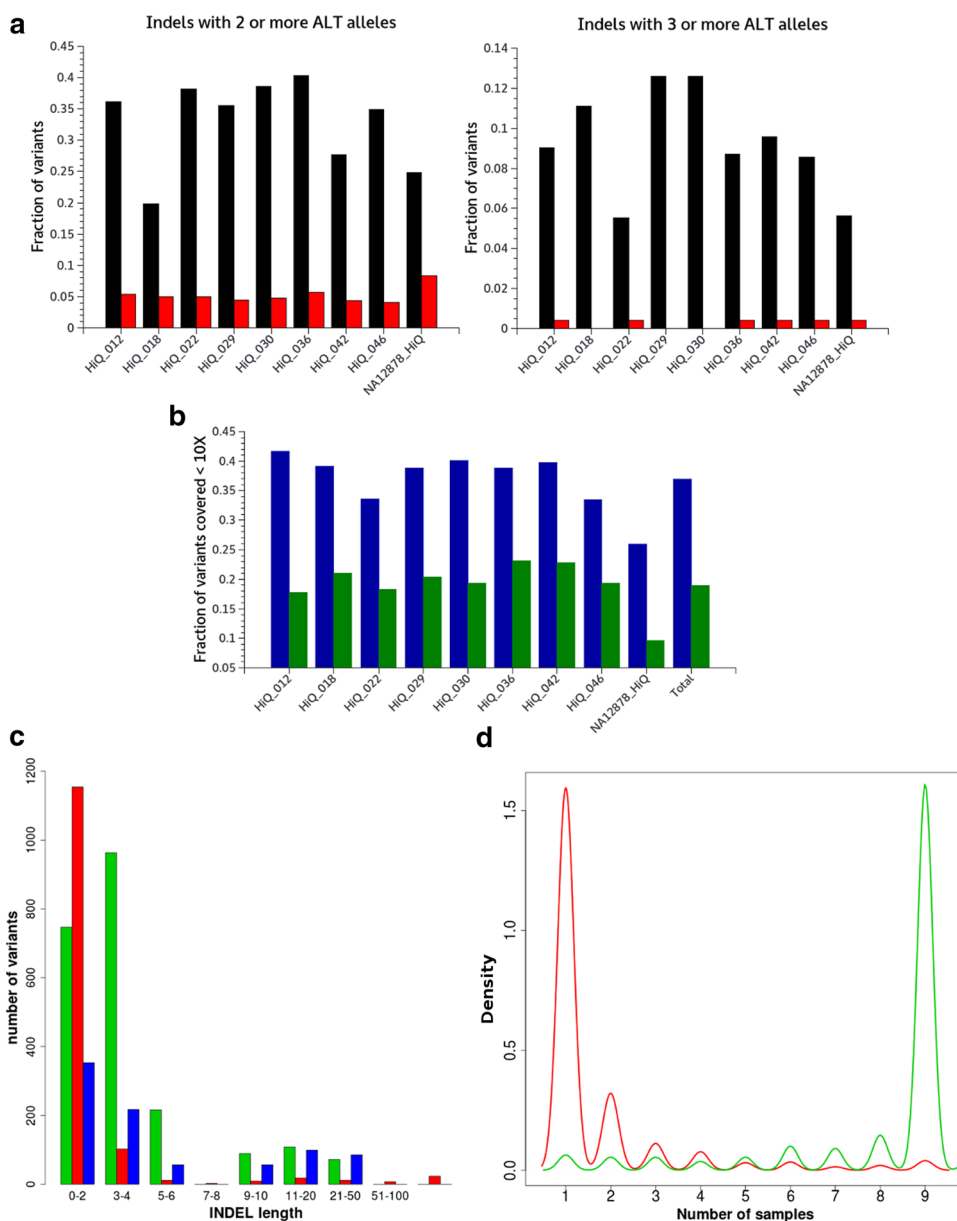 a
Indels with 2 or more ALT alleles
Fraction of variants
0.45
0.4
0.35
0.3
0.25
0.2
0.15
0.1
0.05
0
HiQ_012
HiQ_018
HiQ_022
HiQ_029
HiQ_030
HiQ_036
HiQ_042
HiQ_046
NA12878_HiQ
Indels with 3 or more ALT alleles
Fraction of variants
0.14
0.12
0.1
0.08
0.06
0.04
0.02
0
HiQ_012
HiQ_018
HiQ_022
HiQ_029
HiQ_030
HiQ_036
HiQ_042
HiQ_046
NA12878_HiQ
b
Fraction of variants covered < 10X
0.45
0.4
0.35
0.3
0.25
0.2
0.15
0.1
0.05
HiQ_012
HiQ_018
HiQ_022
HiQ_029
HiQ_030
HiQ_036
HiQ_042
HiQ_046
NA12878_HiQ
Total
c
number of variants
1200
1000
800
600
400
200
0
0-2
3-4
5-6
7-8
9-10
11-20
21-50
51-100
INDEL length
d
Density
1.5
1.0
0.5
0.0
1
2
3
4
5
6
7
8
9
Number of samples